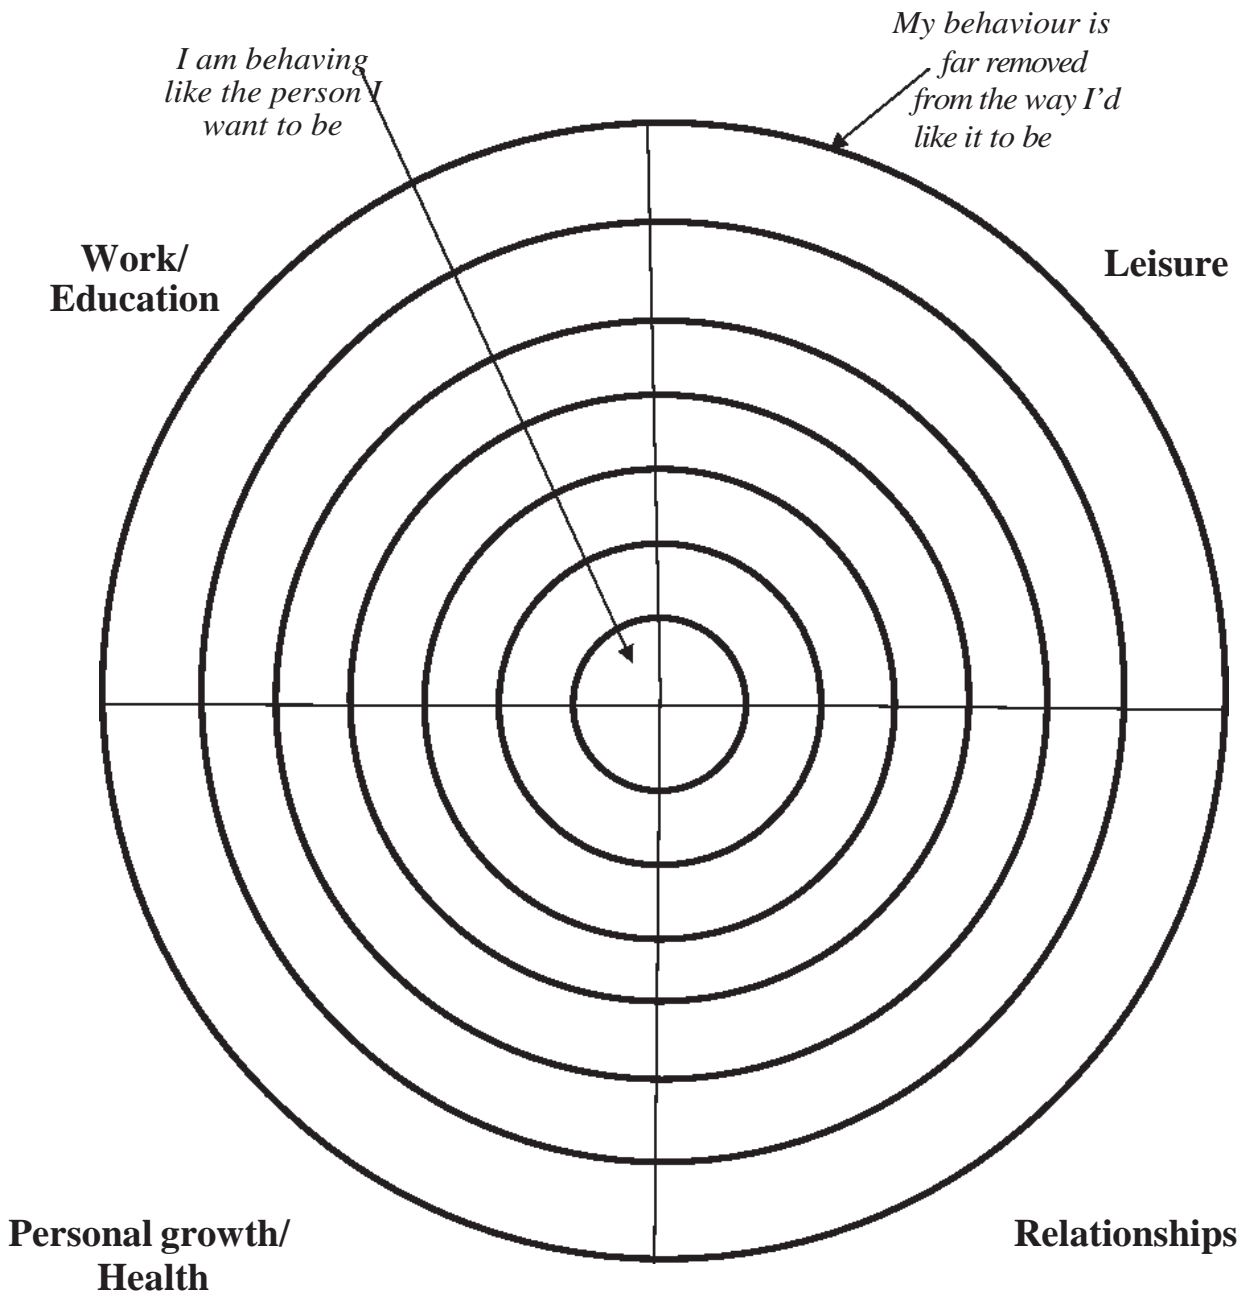 My behaviour is
far removed
from the way I'd
like it to be
I am behaving
like the person I
want to be
Work/
Education
Leisure
Personal growth/
Health
Relationships